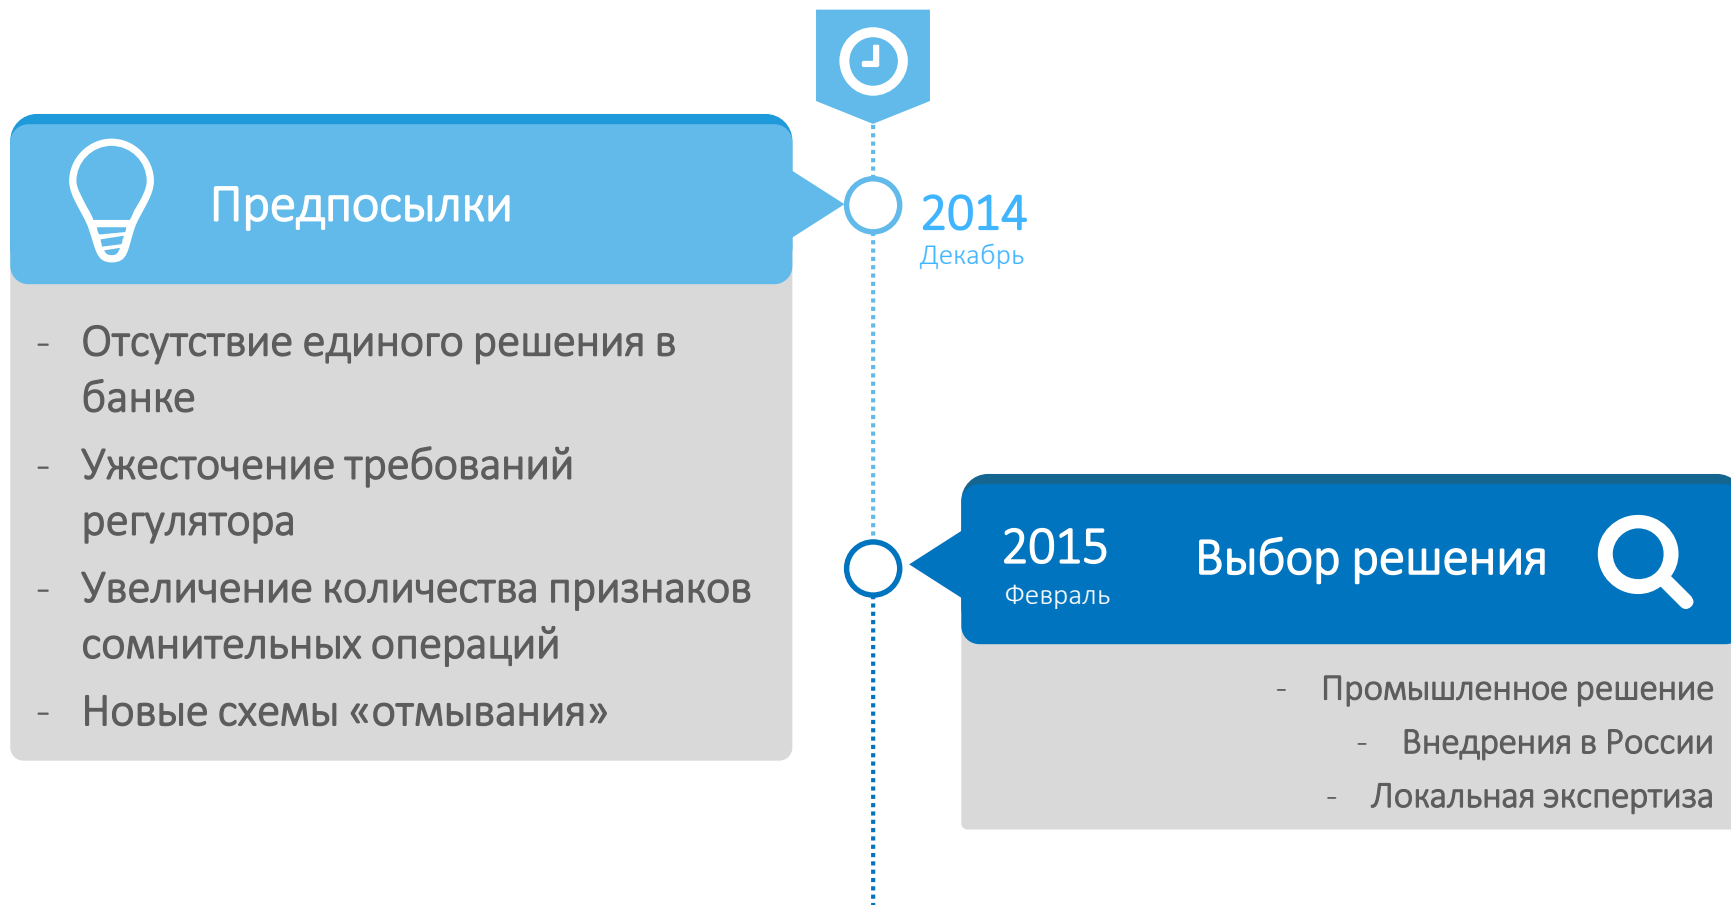 Предпосылки
2014
Декабрь
- Отсутствие единого решения в
банке
- Ужесточение требований
регулятора
- Увеличение количества признаков
сомнительных операций
- Новые схемы «отмывания»
2015
Февраль
Выбор решения
- Промышленное решение
- Внедрения в России
- Локальная экспертиза